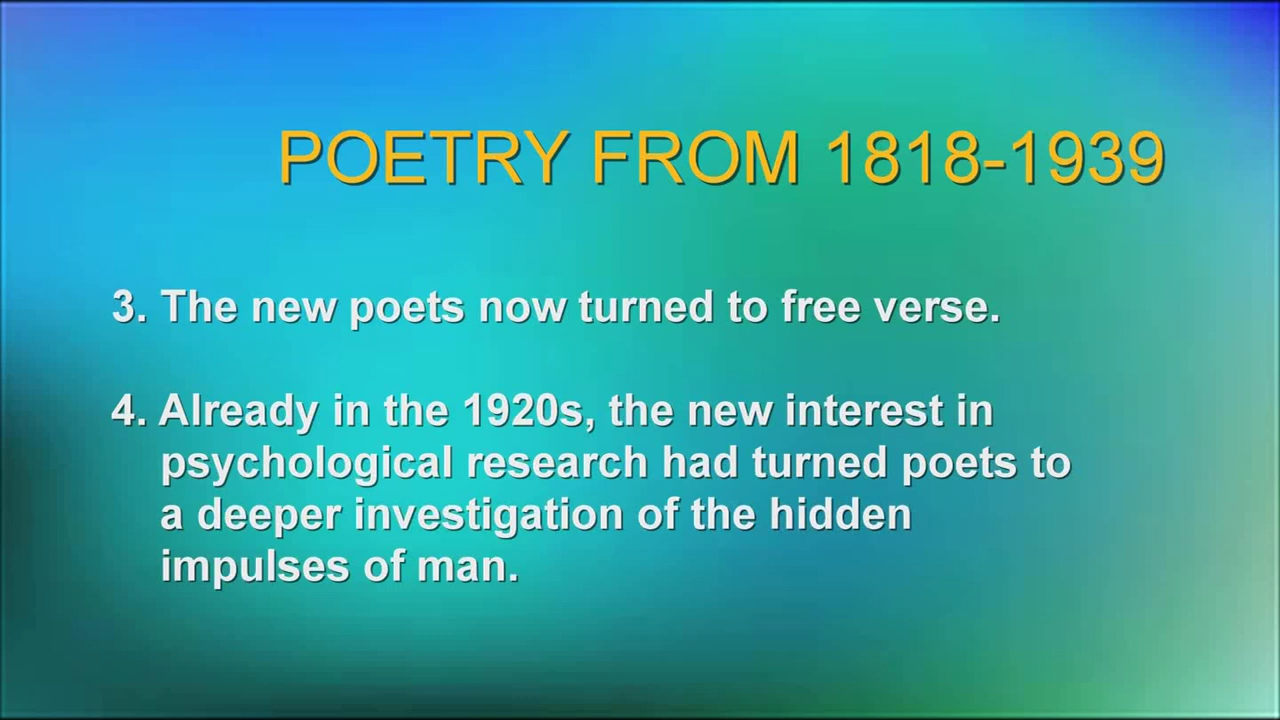 POETRY FROM 1818-1939
3. The new poets now turned to free verse.
4. Already in the 1920s, the new interest in
psychological research had turned poets to
a deeper investigation of the hidden
impulses of man.